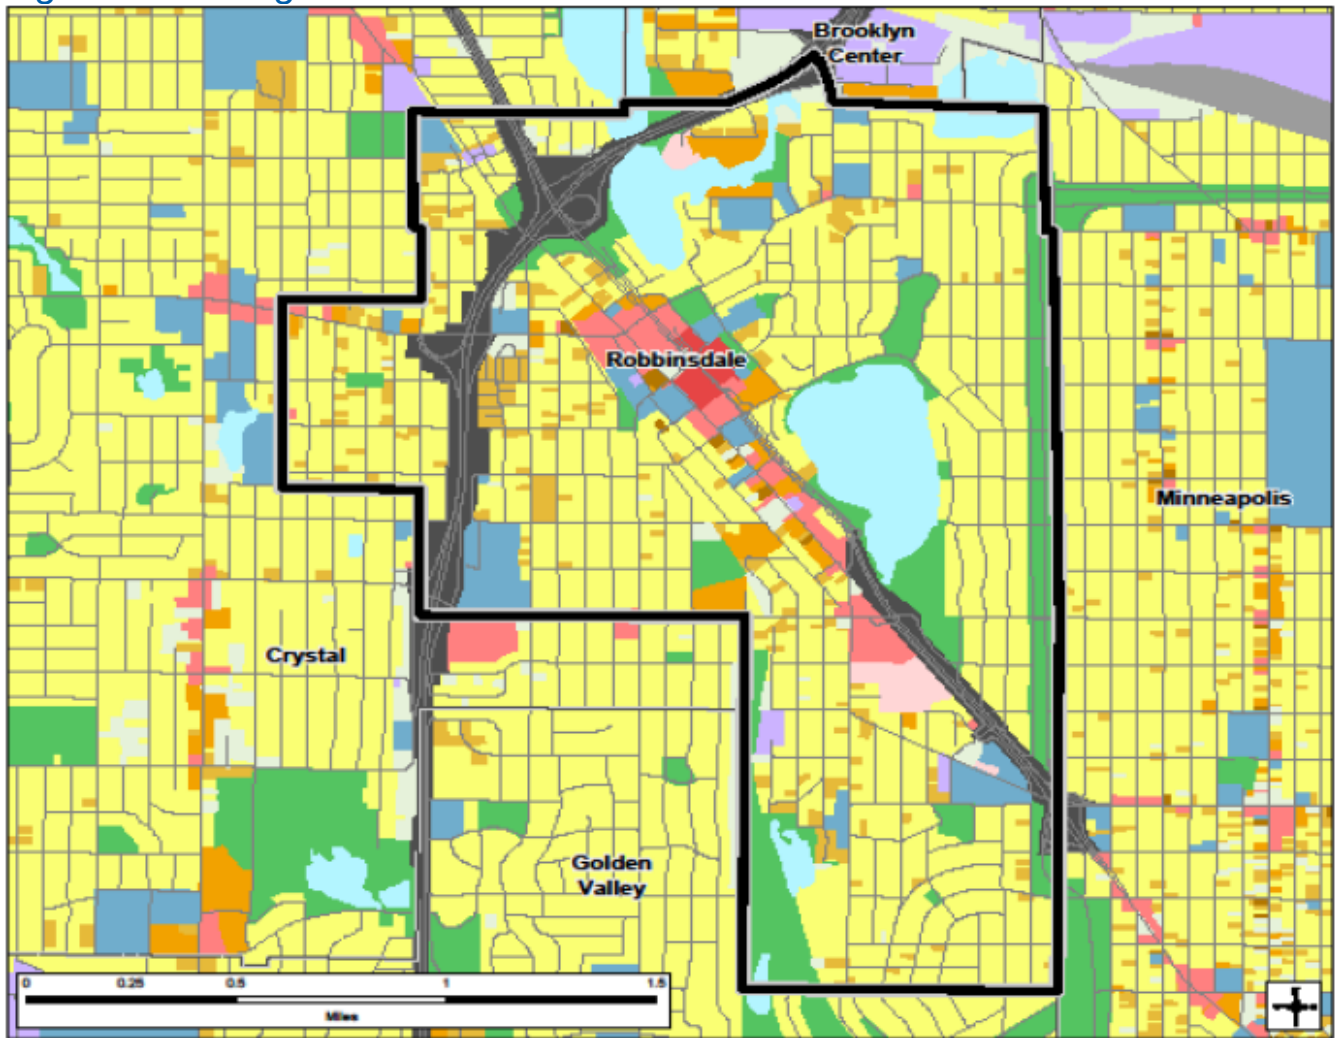 Brooklyn
Center
Robbinsdale
Minneapolis
Crystal
Golden
Valley
0 0.25 0.5 1 1.5
Miles